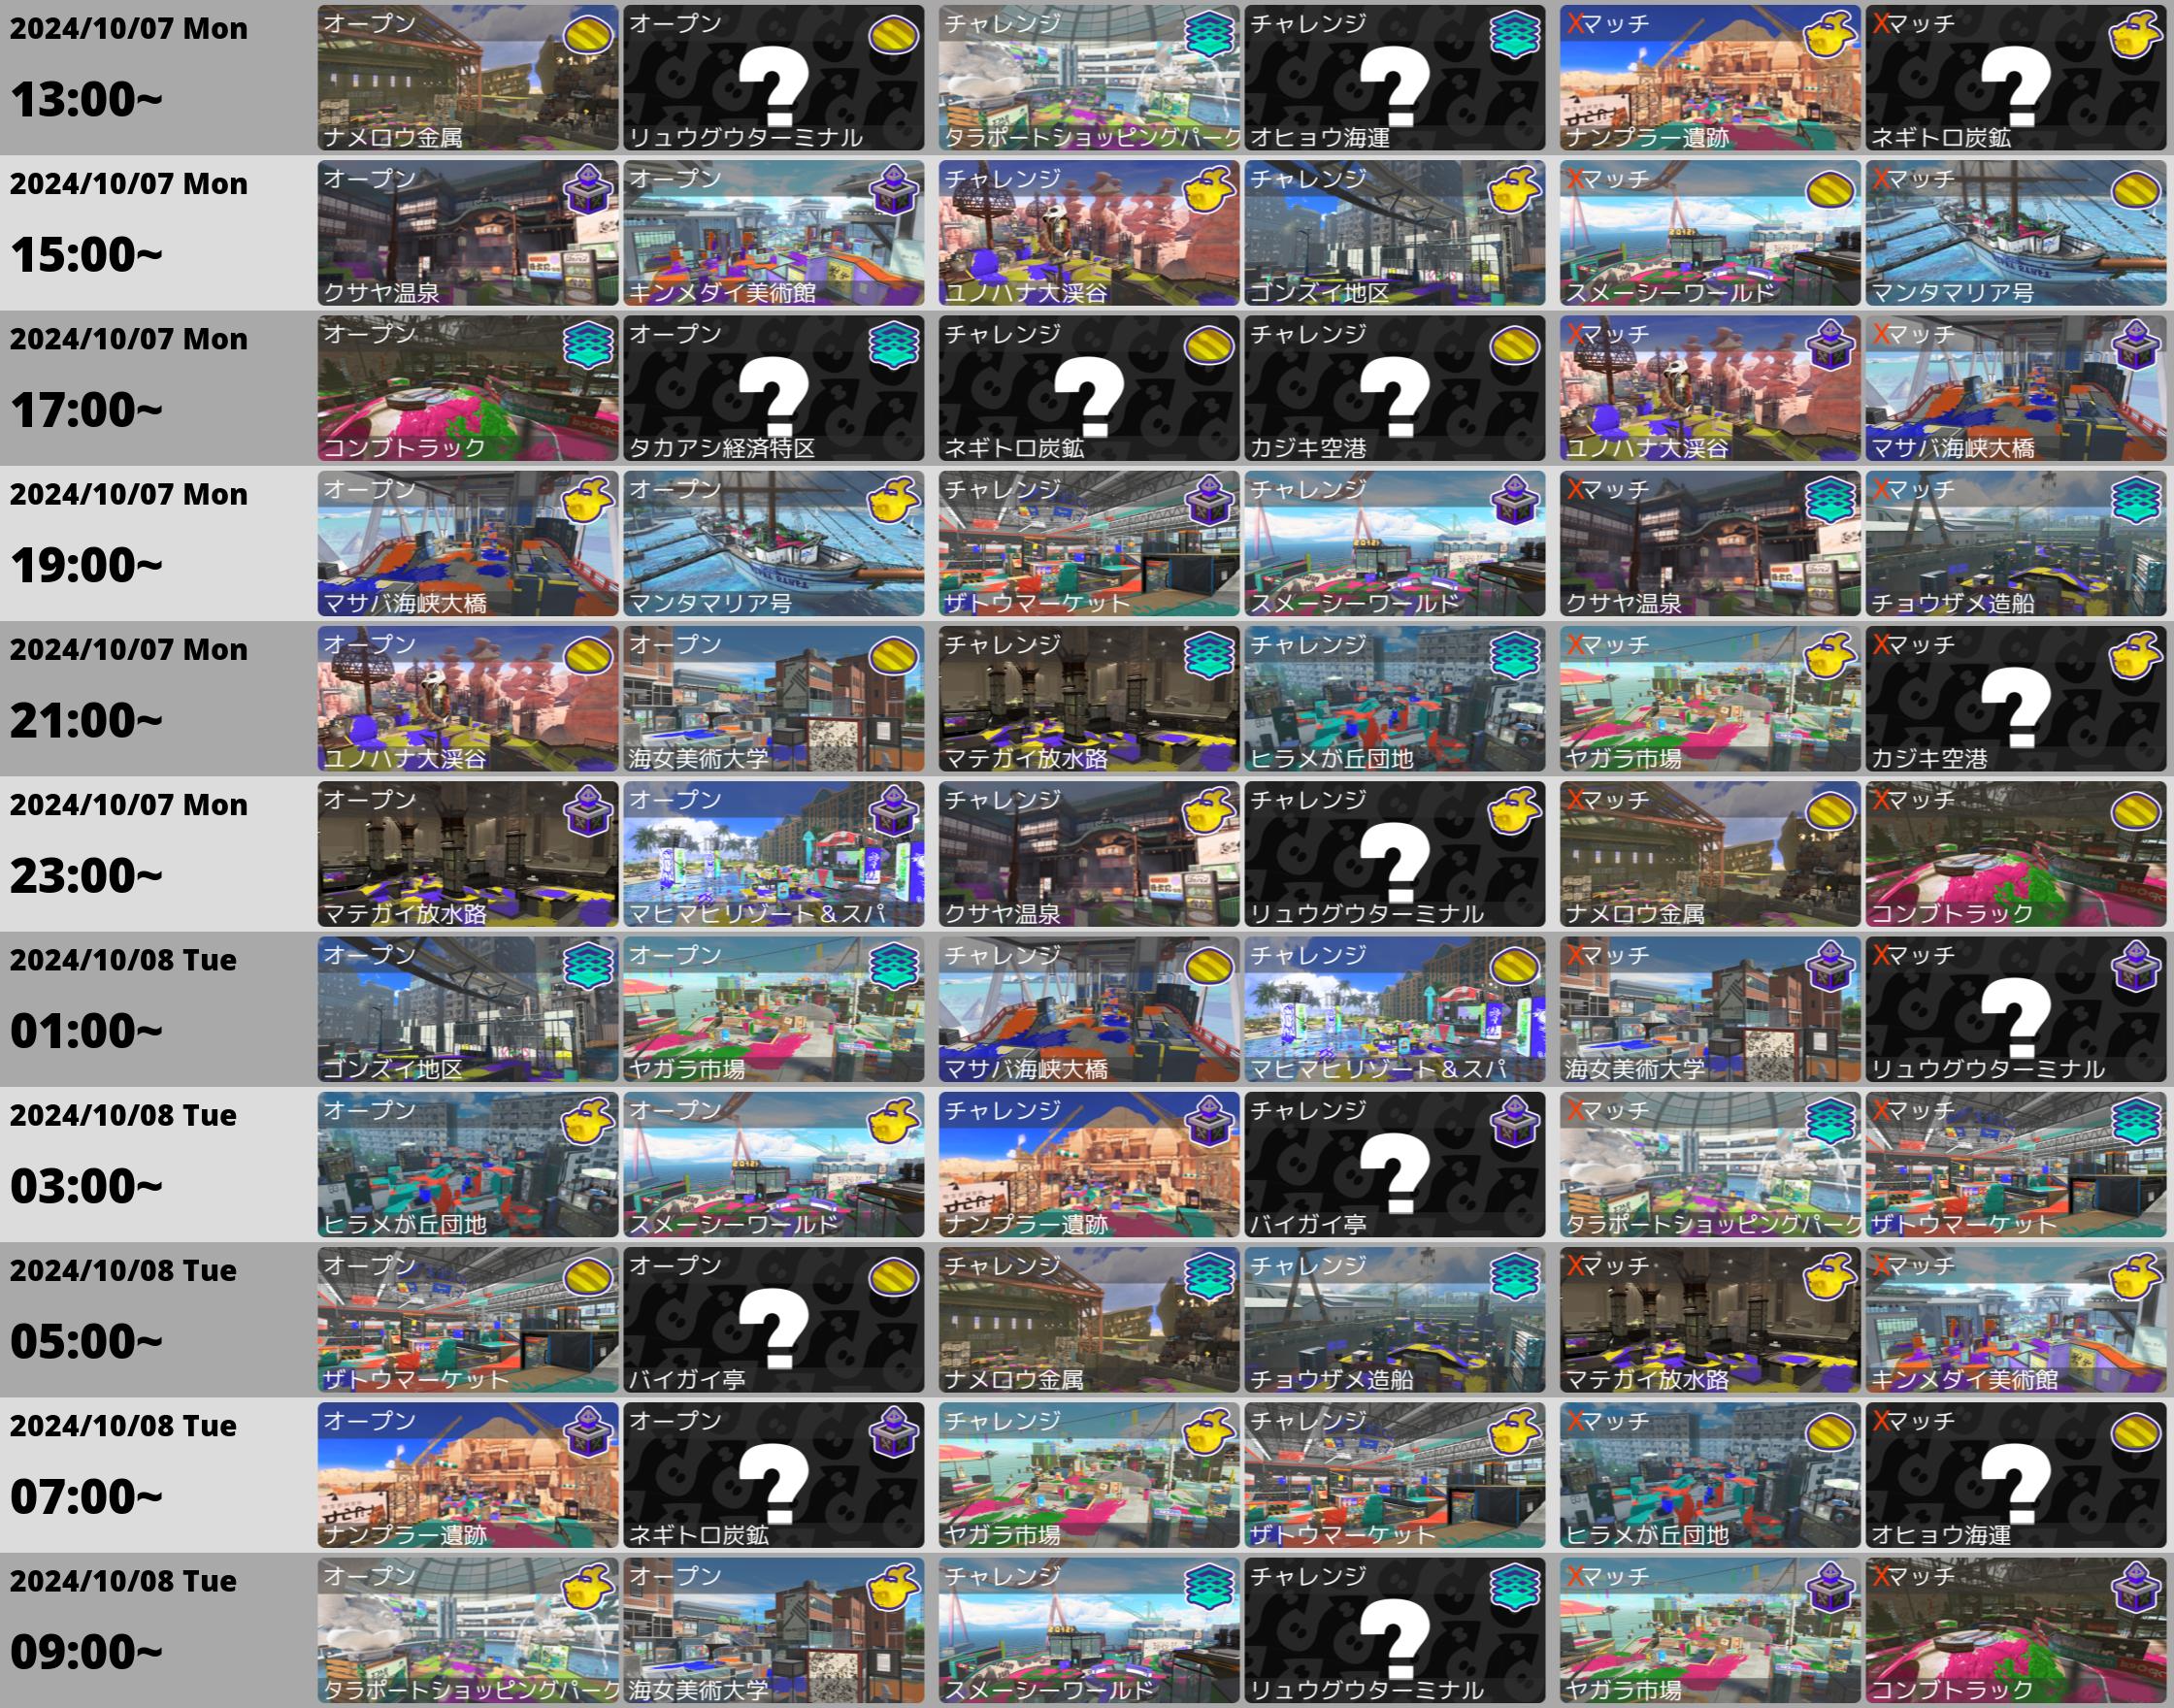 2024/10/07 Mon
13:00~
オープン
ナメロウ金属
オープン
リュウグウターミナル
チャレンジ
タラポートショッピングパーク
チャレンジ
オヒョウ海運
Xマッチ
ナンプラー遺跡
Xマッチ
ネギトロ炭鉱
2024/10/07 Mon
15:00~
オープン
クサヤ温泉
オープン
キンメダイ美術館
チャレンジ
ユノハナ大渓谷
チャレンジ
ゴンズイ地区
Xマッチ
スメーシーワールド
Xマッチ
マンタマリア号
2024/10/07 Mon
17:00~
オープン
コンブトラック
オープン
タカアシ経済特区
チャレンジ
ネギトロ炭鉱
チャレンジ
カジキ空港
Xマッチ
ユノハナ大渓谷
Xマッチ
マサバ海峡大橋
2024/10/07 Mon
19:00~
オープン
マサバ海峡大橋
オープン
マンタマリア号
チャレンジ
ザトウマーケット
チャレンジ
スメーシーワールド
Xマッチ
クサヤ温泉
Xマッチ
チョウザメ造船
2024/10/07 Mon
21:00~
オープン
ユノハナ大渓谷
オープン
海女美術大学
チャレンジ
マテガイ放水路
チャレンジ
ヒラメが丘団地
Xマッチ
ヤガラ市場
Xマッチ
カジキ空港
2024/10/07 Mon
23:00~
オープン
マテガイ放水路
オープン
マヒマヒリゾート＆スパ
チャレンジ
クサヤ温泉
チャレンジ
リュウグウターミナル
Xマッチ
ナメロウ金属
Xマッチ
コンブトラック
2024/10/08 Tue
01:00~
オープン
ゴンズイ地区
オープン
ヤガラ市場
チャレンジ
マサバ海峡大橋
チャレンジ
マヒマヒリゾート＆スパ
Xマッチ
海女美術大学
Xマッチ
リュウグウターミナル
2024/10/08 Tue
03:00~
オープン
ヒラメが丘団地
オープン
スメーシーワールド
チャレンジ
ナンプラー遺跡
チャレンジ
バイガイ亭
Xマッチ
タラポートショッピングパーク
Xマッチ
ザトウマーケット
2024/10/08 Tue
05:00~
オープン
ザトウマーケット
オープン
バイガイ亭
チャレンジ
ナメロウ金属
チャレンジ
チョウザメ造船
Xマッチ
マテガイ放水路
Xマッチ
キンメダイ美術館
2024/10/08 Tue
07:00~
オープン
ナンプラー遺跡
オープン
ネギトロ炭鉱
チャレンジ
ヤガラ市場
チャレンジ
ザトウマーケット
Xマッチ
ヒラメが丘団地
Xマッチ
オヒョウ海運
2024/10/08 Tue
09:00~
オープン
タラポートショッピングパーク
オープン
海女美術大学
チャレンジ
スメーシーワールド
チャレンジ
リュウグウターミナル
Xマッチ
ヤガラ市場
Xマッチ
コンブトラック